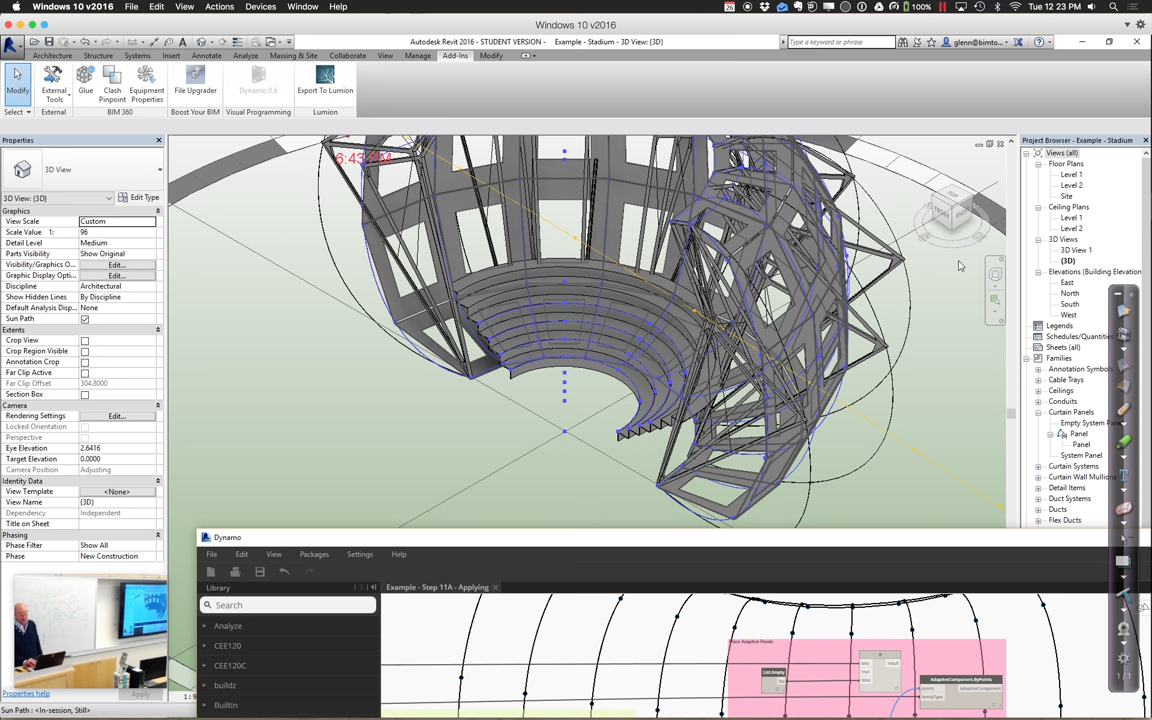 Windows 10 v2016 File Edit View Actions Devices Window Help 100% Tue 12 23 PM
Windows 10 v2016
Autodesk Revit 2016 - STUDENT VERSION - Example - Stadium - 3D View: {3D} Type a keyword or phrase glenn@bimto...
Architecture Structure Systems Insert Annotate Analyze Massing & Site Collaborate View Manage Add-Ins Modify
Modify External Tools Glue Clash Pinpoint Equipment Properties File Upgrader Dynamo 0.9 Export To Lumion
Select External BIM 360 Boost Your BIM Visual Programming Lumion
Properties
3D View
3D View: {3D} Edit Type
Graphics
View Scale Custom
Scale Value 1: 96
Detail Level Medium
Parts Visibility Show Original
Visibility/Graphics O... Edit...
Graphic Display Opti... Edit...
Discipline Architectural
Show Hidden Lines By Discipline
Default Analysis Disp... None
Sun Path
Extents
Crop View
Crop Region Visible
Annotation Crop
Far Clip Active
Far Clip Offset 304.8000
Section Box
Camera
Rendering Settings Edit...
Locked Orientation
Perspective
Eye Elevation 2.6416
Target Elevation 0.0000
Camera Position Adjusting
Identity Data
View Template <None>
View Name {3D}
Dependency Independent
Title on Sheet
Phasing
Phase Filter Show All
Phase New Construction
Properties help Apply
Sun Path : <In-session, Still>
6:43 PM
Project Browser - Example - Stadium
Views (all)
Floor Plans
Level 1
Level 2
Site
Ceiling Plans
Level 1
Level 2
3D Views
3D View 1
{3D}
Elevations (Building Elevation
East
North
South
West
Legends
Schedules/Quantities
Sheets (all)
Families
Annotation Symbols
Cable Trays
Ceilings
Conduits
Curtain Panels
Empty System Panel
Panel
Panel
System Panel
Curtain Systems
Curtain Wall Mullions
Detail Items
Duct Systems
Ducts
Flex Ducts
1 / 1
Dynamo
File Edit View Packages Settings Help
Library Example - Step 11A - Applying
Search
Analyze
CEE120
CEE120C
buildz
BuiltIn
Place Adaptive Panels
List.Empty
If
test result
true
false
AdaptiveComponent.ByPoints
points AdaptiveComponent
familyType